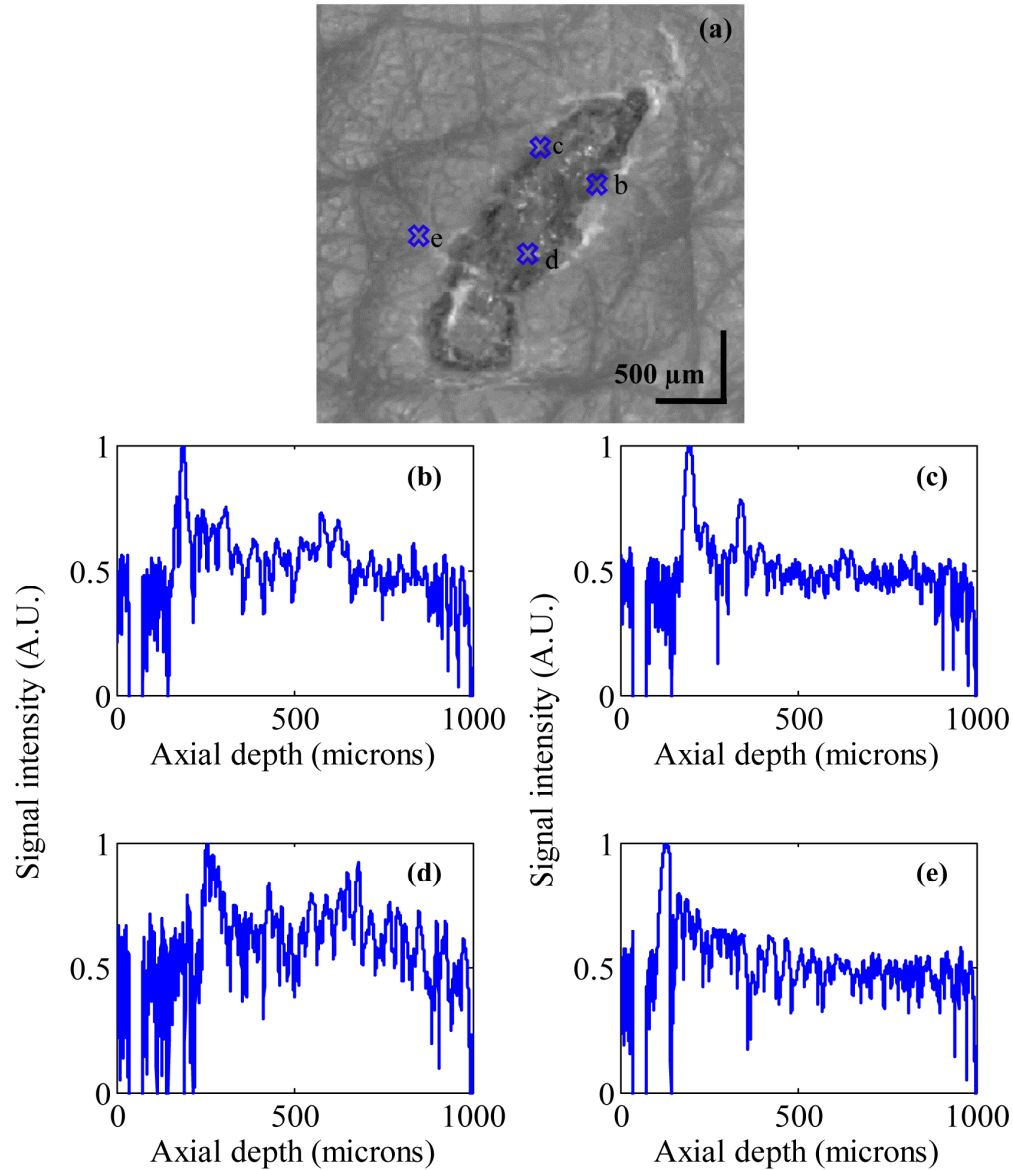 (a)
c
b
e
d
500 µm
Signal intensity (A.U.)
1
0.5
0
(b)
0
500
1000
Axial depth (microns)
Signal intensity (A.U.)
1
0.5
0
(c)
0
500
1000
Axial depth (microns)
1
0.5
0
(d)
0
500
1000
Axial depth (microns)
1
0.5
0
(e)
0
500
1000
Axial depth (microns)